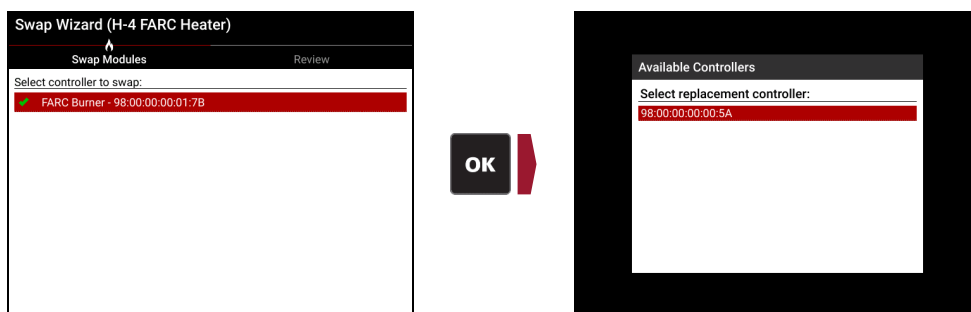 Swap Wizard (H-4 FARC Heater)
Swap Modules
Review
Select controller to swap:
FARC Burner - 98:00:00:00:01:7B
OK
Available Controllers
Select replacement controller:
98:00:00:00:00:5A